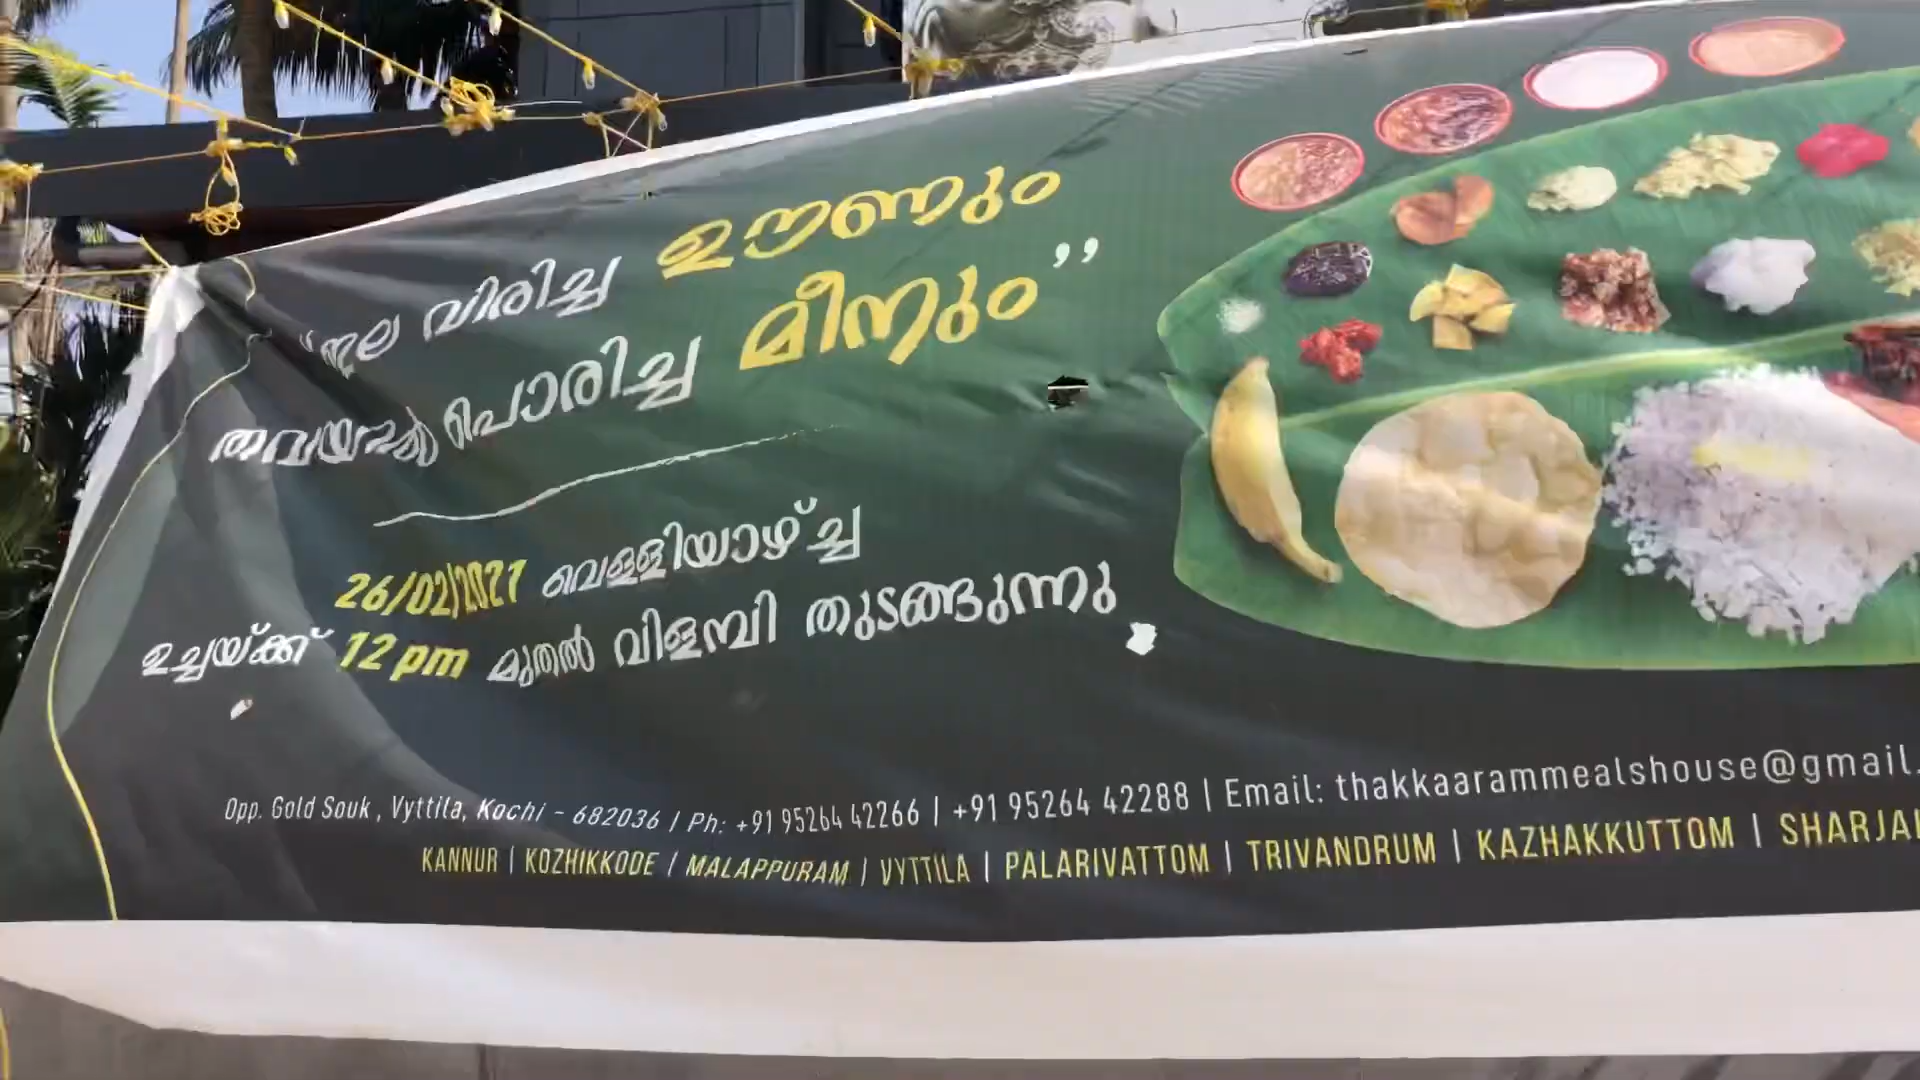 “ഇല വിരിച്ച ഊണും
തവയിൽ പൊരിച്ച മീനും”
26/02/2021 വെള്ളിയാഴ്ച്ച
ഉച്ചയ്ക്ക് 12 pm മുതൽ വിളമ്പി തുടങ്ങുന്നു
Opp. Gold Souk, Vyttila, Kochi - 682036 | Ph: +91 95264 42266 | +91 95264 42288 | Email: thakkaarammealshouse@gmail.
KANNUR | KOZHIKKODE | MALAPPURAM | VYTTILA | PALARIVATTOM | TRIVANDRUM | KAZHAKKUTTOM |